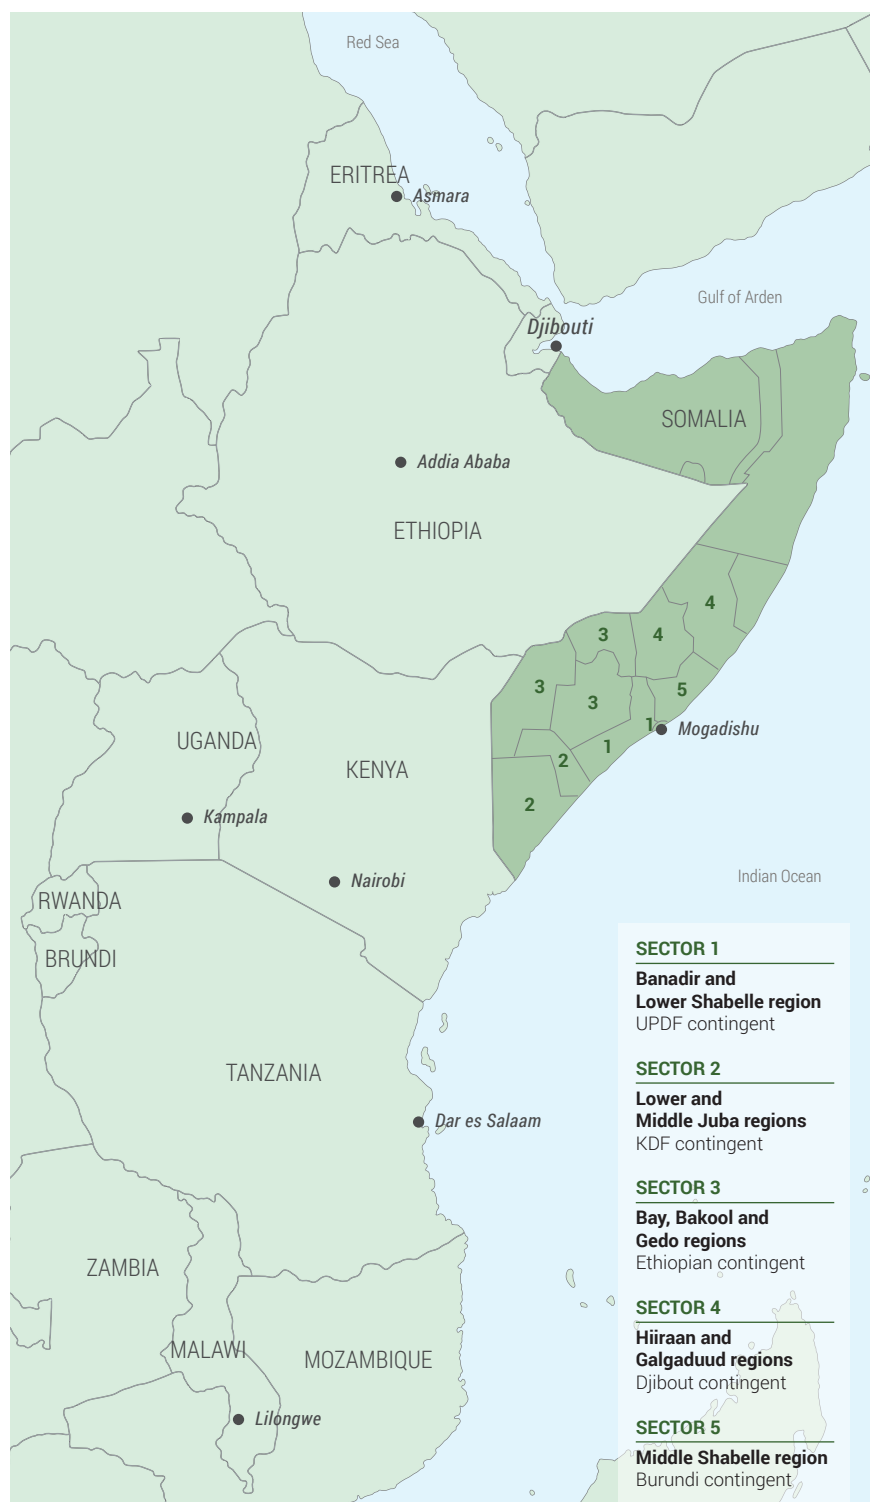 Red Sea
ERITREA
Asmara
Gulf of Arden
Djibouti
SOMALIA
Addia Ababa
ETHIOPIA
4
3
4
3
5
3
1
Mogadishu
UGANDA
1
2
KENYA
2
Kampala
Nairobi
Indian Ocean
RWANDA
BRUNDI
TANZANIA
Dar es Salaam
ZAMBIA
MALAWI
MOZAMBIQUE
Lilongwe
SECTOR 1
Banadir and
Lower Shabelle region
UPDF contingent
SECTOR 2
Lower and
Middle Juba regions
KDF contingent
SECTOR 3
Bay, Bakool and
Gedo regions
Ethiopian contingent
SECTOR 4
Hiiraan and
Galgaduud regions
Djibout contingent
SECTOR 5
Middle Shabelle region
Burundi contingent